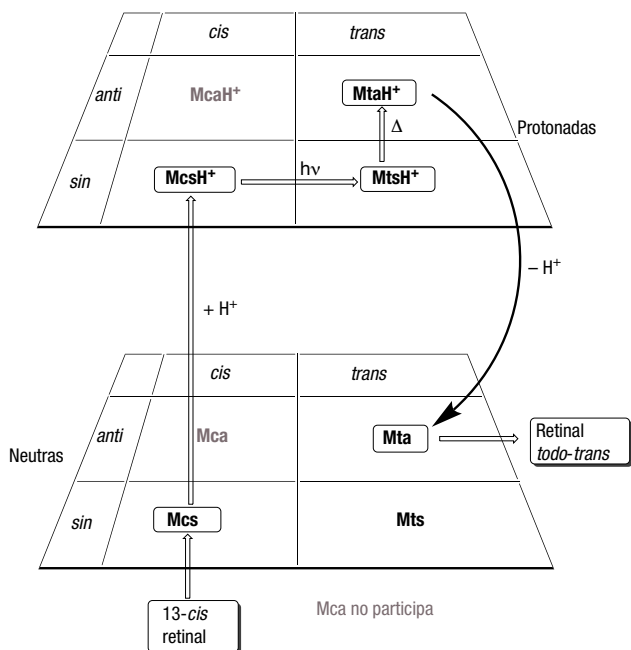 cis
trans
anti
McaH⁺
MtaH⁺
Protonadas
Δ
sin
McsH⁺
hν
MtsH⁺
– H⁺
+ H⁺
cis
trans
anti
Mca
Mta
Retinal
todo-trans
Neutras
sin
Mcs
Mts
13-cis
retinal
Mca no participa